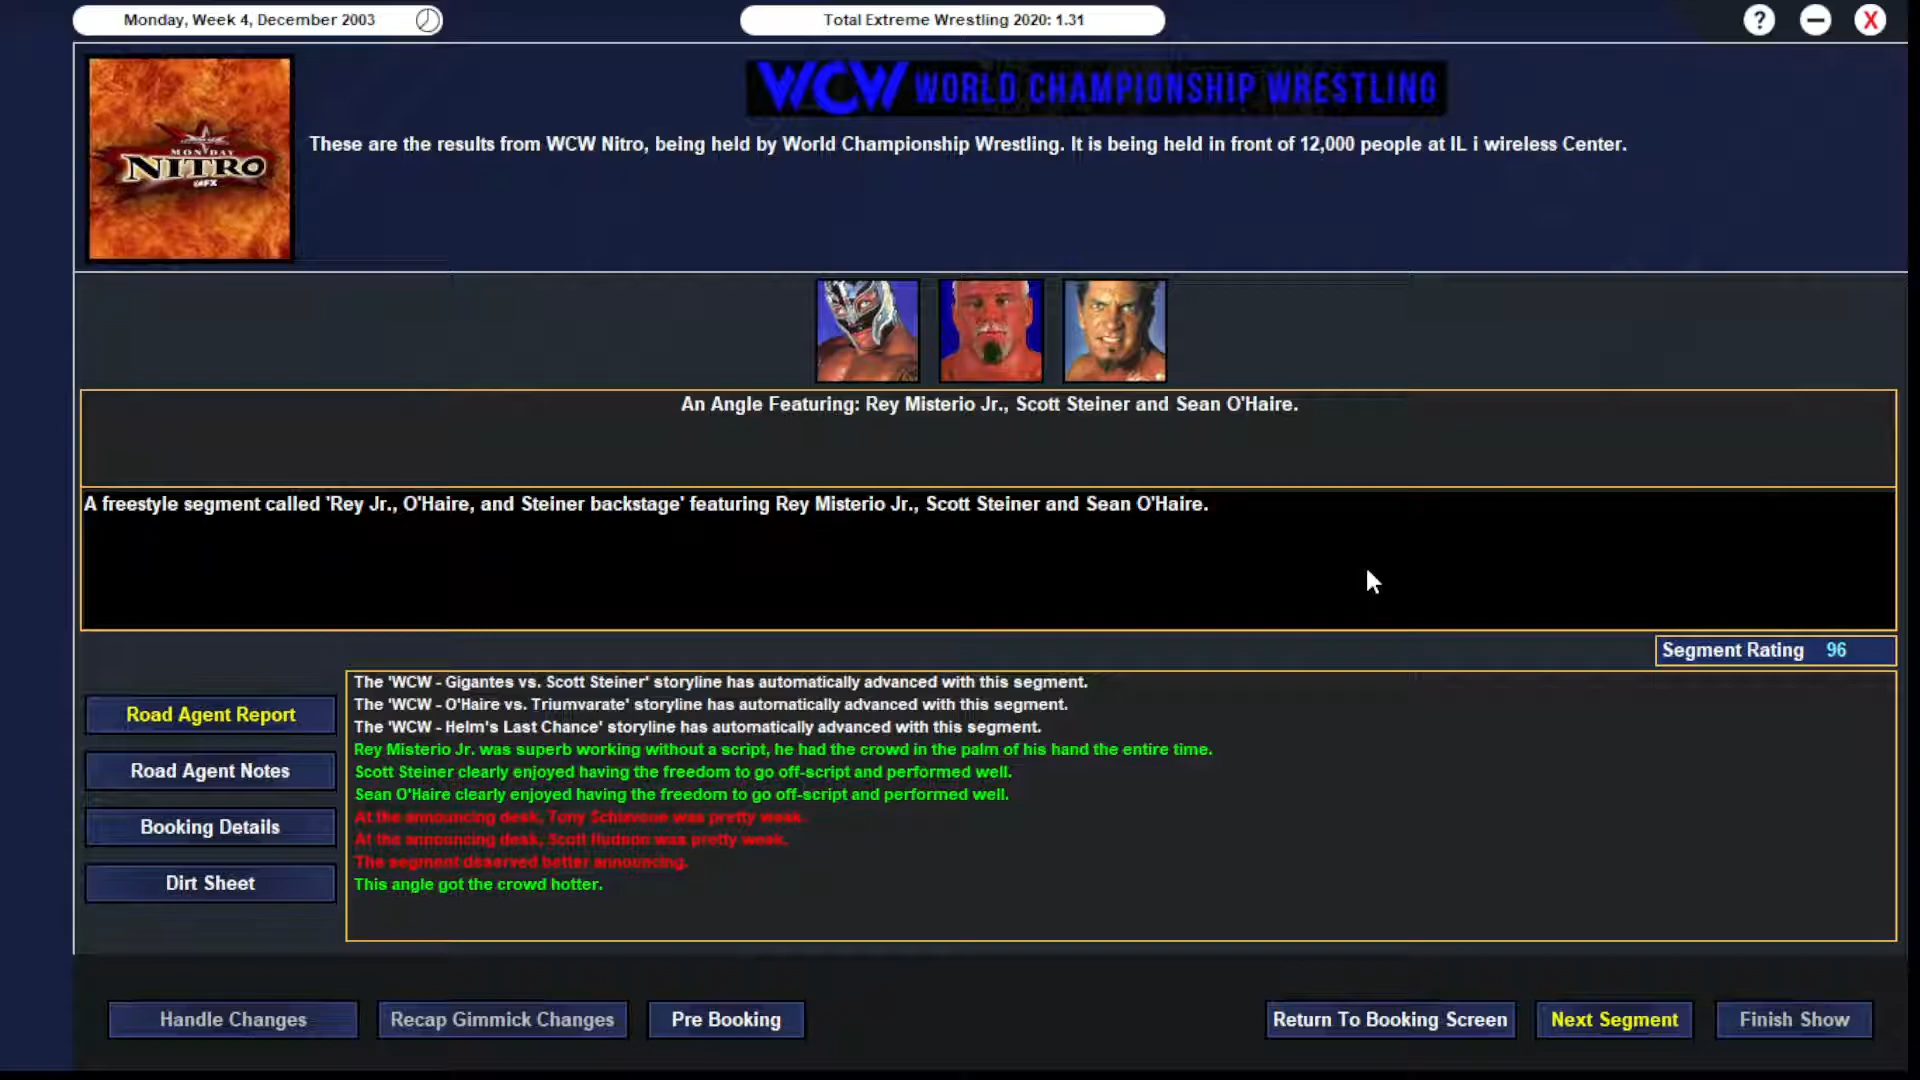 Monday, Week 4, December 2003
Total Extreme Wrestling 2020: 1.31
?
X
MONDAY
NITRO
WCW WORLD CHAMPIONSHIP WRESTLING
These are the results from WCW Nitro, being held by World Championship Wrestling. It is being held in front of 12,000 people at IL i wireless Center.
An Angle Featuring: Rey Misterio Jr., Scott Steiner and Sean O'Haire.
A freestyle segment called 'Rey Jr., O'Haire, and Steiner backstage' featuring Rey Misterio Jr., Scott Steiner and Sean O'Haire.
Segment Rating 96
Road Agent Report
Road Agent Notes
Booking Details
Dirt Sheet
The 'WCW - Gigantes vs. Scott Steiner' storyline has automatically advanced with this segment.
The 'WCW - O'Haire vs. Triumvarate' storyline has automatically advanced with this segment.
The 'WCW - Helm's Last Chance' storyline has automatically advanced with this segment.
Rey Misterio Jr. was superb working without a script, he had the crowd in the palm of his hand the entire time.
Scott Steiner clearly enjoyed having the freedom to go off-script and performed well.
Sean O'Haire clearly enjoyed having the freedom to go off-script and performed well.
At the announcing desk, Tony Schiavone was pretty weak.
At the announcing desk, Scott Hudson was pretty weak.
The segment deserved better announcing.
This angle got the crowd hotter.
Handle Changes
Recap Gimmick Changes
Pre Booking
Return To Booking Screen
Next Segment
Finish Show